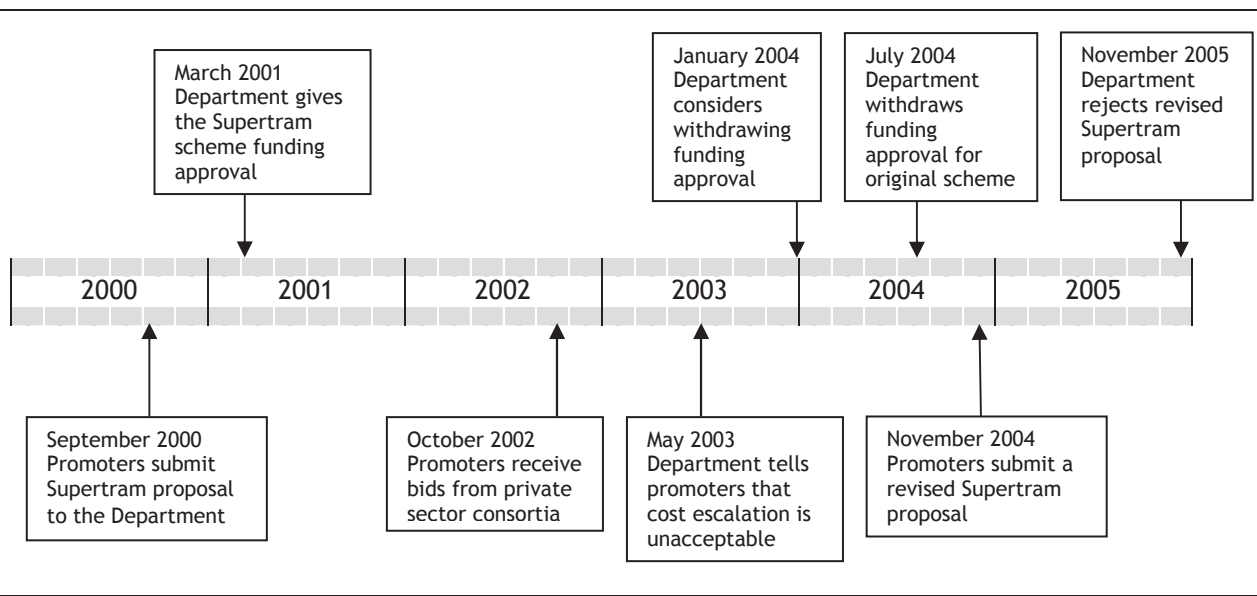 March 2001
Department gives
the Supertram
scheme funding
approval
January 2004
Department
considers
withdrawing
funding
approval
July 2004
Department
withdraws
funding
approval for
original scheme
November 2005
Department
rejects revised
Supertram
proposal
2000
2001
2002
2003
2004
2005
September 2000
Promoters submit
Supertram proposal
to the Department
October 2002
Promoters receive
bids from private
sector consortia
May 2003
Department tells
promoters that
cost escalation is
unacceptable
November 2004
Promoters submit a
revised Supertram
proposal